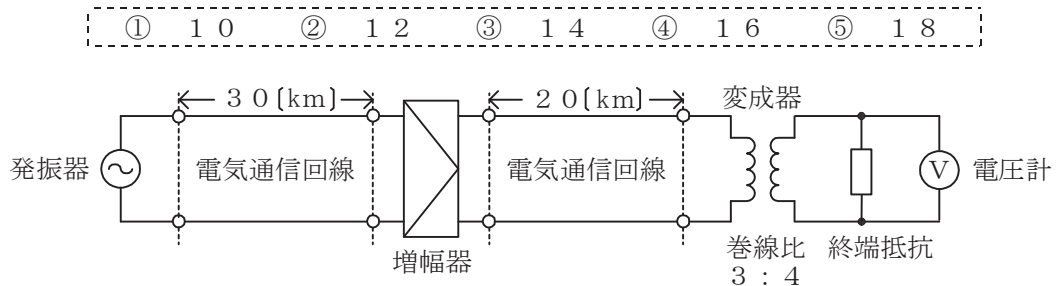 ① １０ ② １２ ③ １４ ④ １６ ⑤ １８
３０〔km〕 ２０〔km〕 変成器
発振器 電気通信回線 電気通信回線 V 電圧計
増幅器 巻線比 終端抵抗
３ : ４